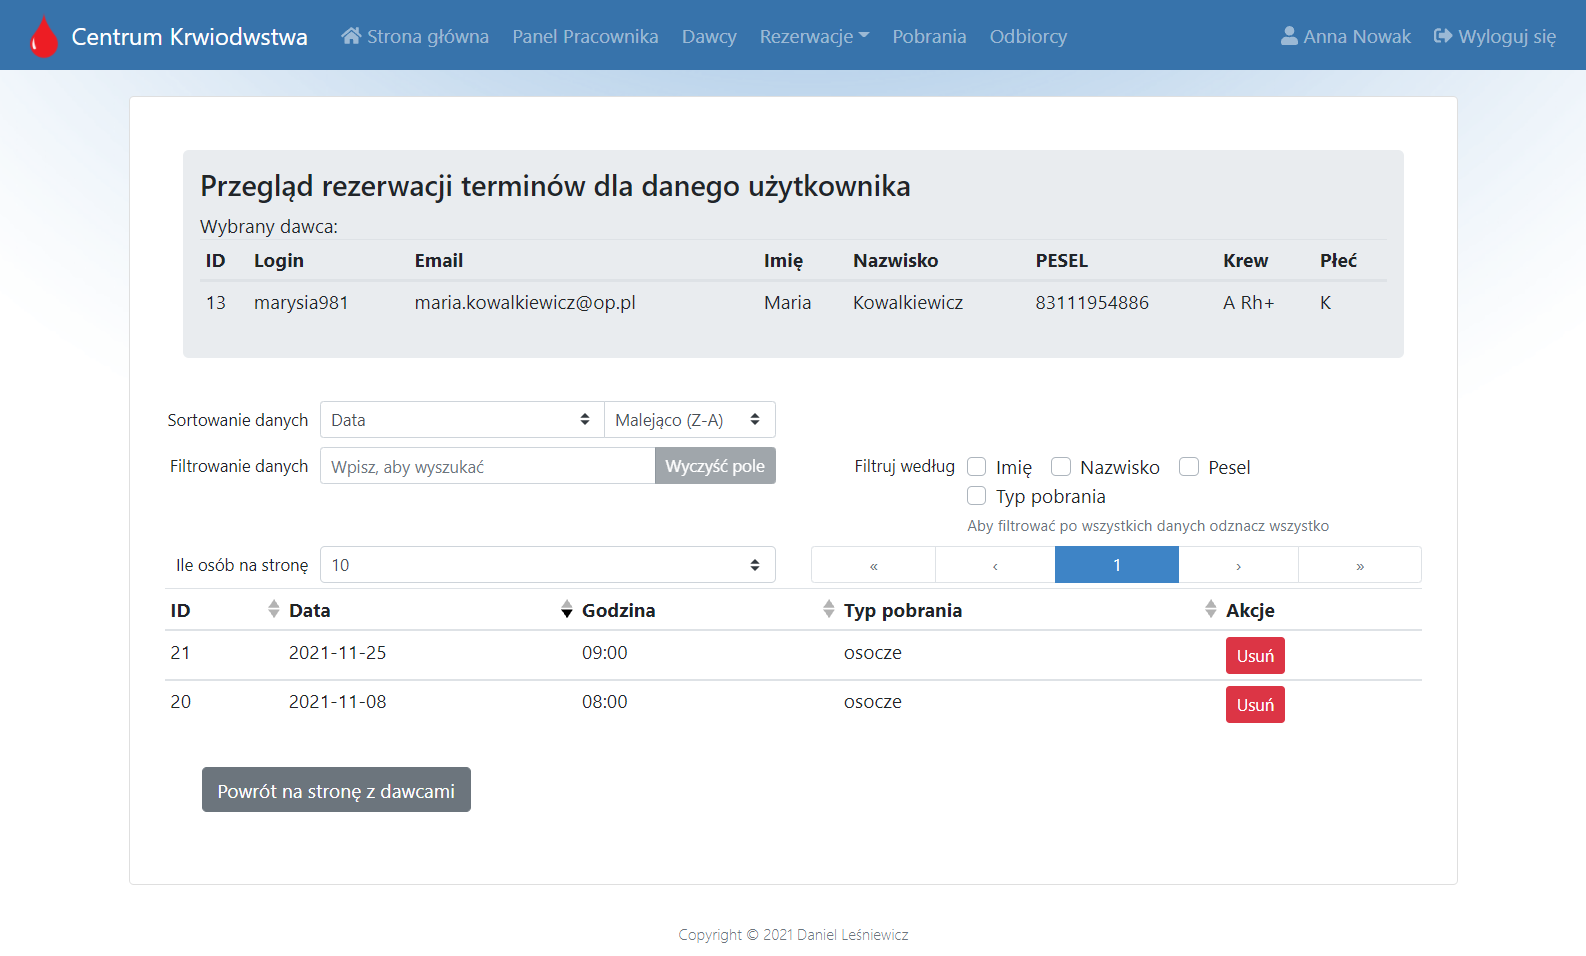 Centrum Krwiodwstwa Strona główna Panel Pracownika Dawcy Rezerwacje Pobrania Odbiorcy Anna Nowak Wyloguj się
Przegląd rezerwacji terminów dla danego użytkownika
Wybrany dawca:
ID Login Email Imię Nazwisko PESEL Krew Płeć
13 marysia981 maria.kowalkiewicz@op.pl Maria Kowalkiewicz 83111954886 A Rh+ K
Sortowanie danych Data Malejąco (Z-A)
Filtrowanie danych Wpisz, aby wyszukać Wyczyść pole Filtruj według Imię Nazwisko Pesel
Typ pobrania
Aby filtrować po wszystkich danych odznacz wszystko
Ile osób na stronę 10 « ‹ 1 › »
ID Data Godzina Typ pobrania Akcje
21 2021-11-25 09:00 osocze Usuń
20 2021-11-08 08:00 osocze Usuń
Powrót na stronę z dawcami
Copyright © 2021 Daniel Leśniewicz